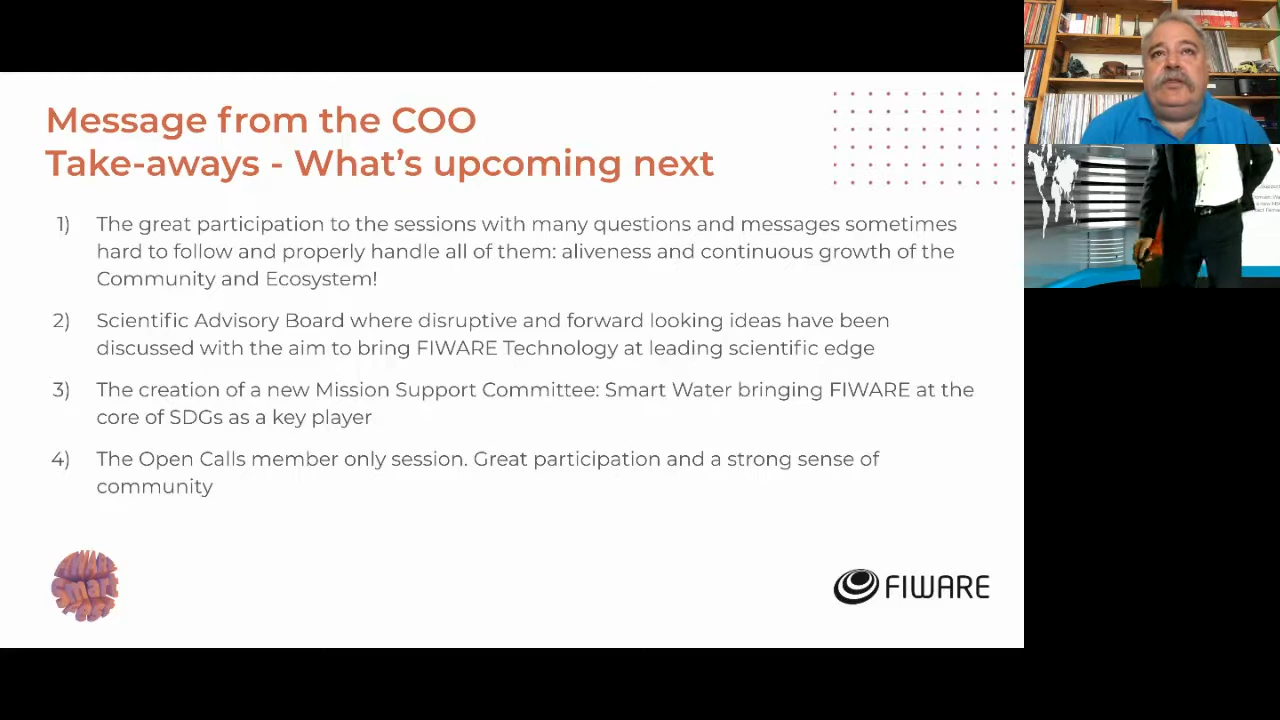 Message from the COO
Take-aways - What's upcoming next
1) The great participation to the sessions with many questions and messages sometimes
hard to follow and properly handle all of them: aliveness and continuous growth of the
Community and Ecosystem!
2) Scientific Advisory Board where disruptive and forward looking ideas have been
discussed with the aim to bring FIWARE Technology at leading scientific edge
3) The creation of a new Mission Support Committee: Smart Water bringing FIWARE at the
core of SDGs as a key player
4) The Open Calls member only session. Great participation and a strong sense of
community
Smart
FIWARE